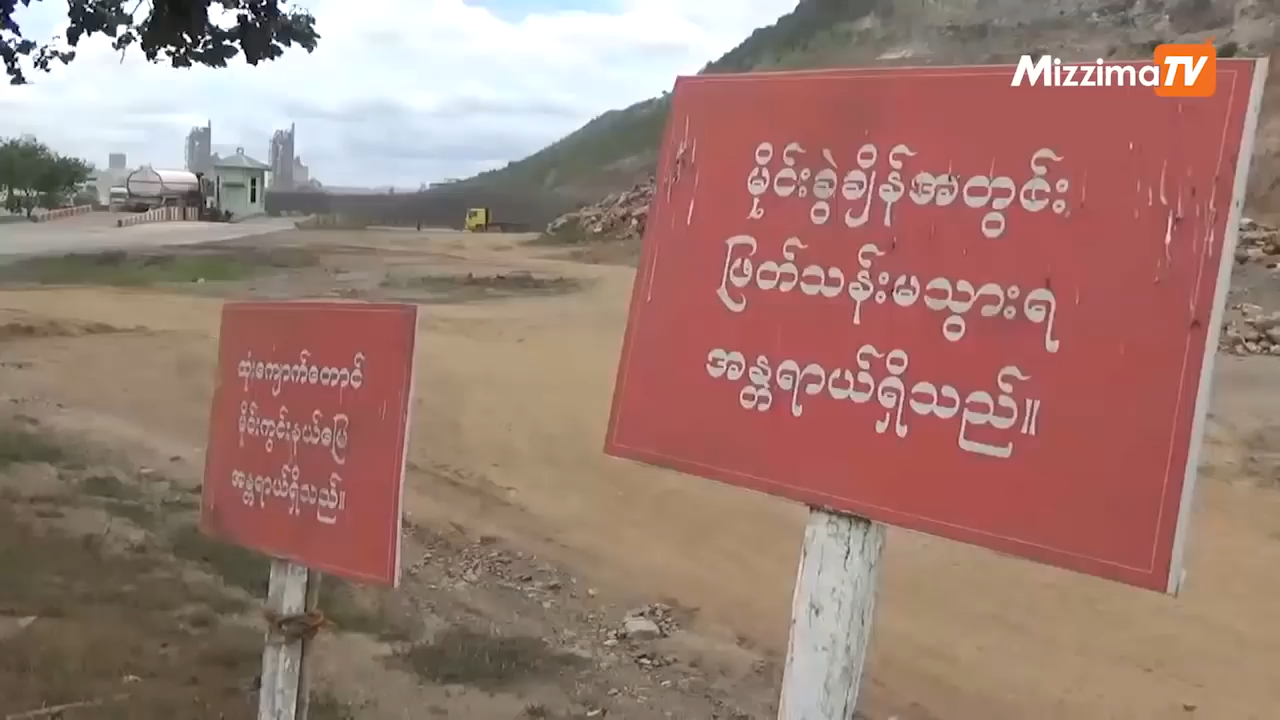 MizzimaTV
မိုင်းခွဲချိန်အတွင်း
ဖြတ်သန်းမသွားရ
အန္တရာယ်ရှိသည်။
ထုံးကျောက်တောင်
မိုင်းကွင်းနယ်မြေ
အန္တရာယ်ရှိသည်။